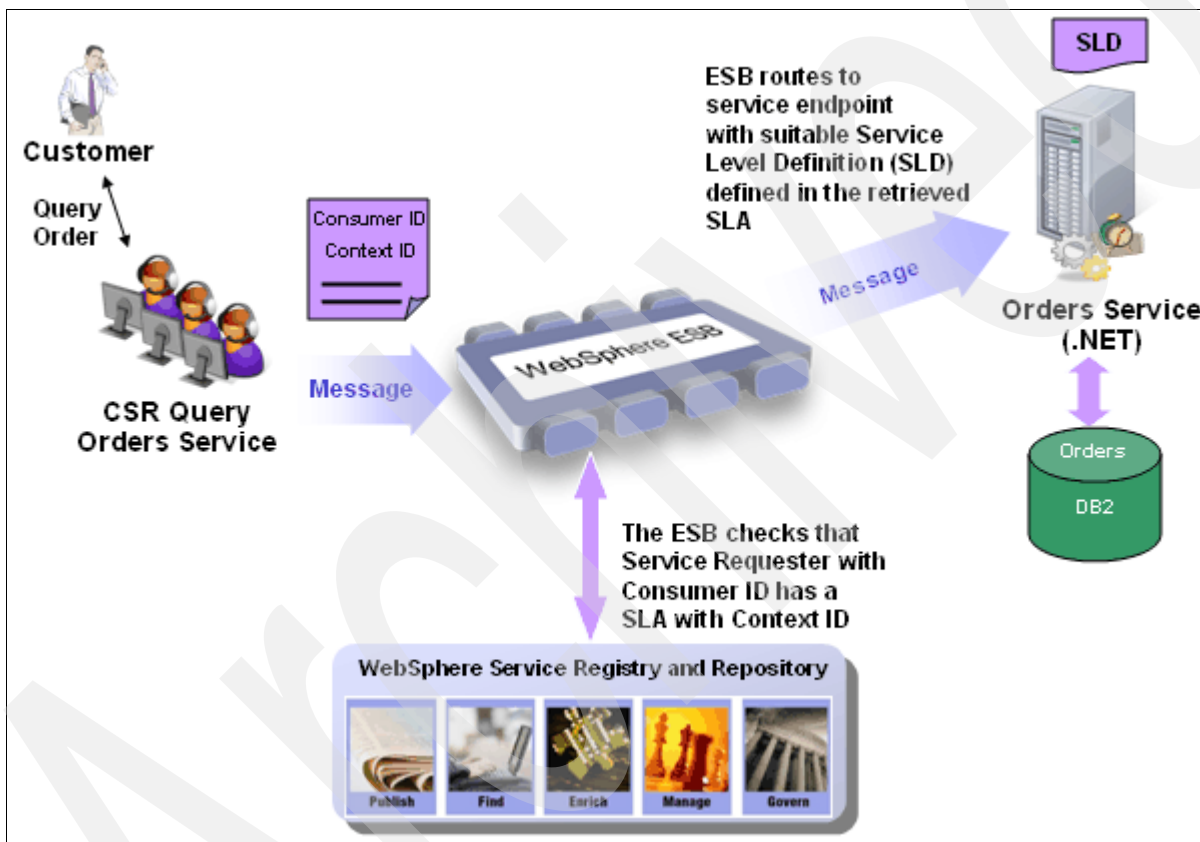 SLD
ESB routes to
service endpoint
with suitable Service
Level Definition (SLD)
defined in the retrieved
SLA
Customer
Query
Order
Consumer ID
Context ID
Message
WebSphere ESB
Message
CSR Query
Orders Service
Orders Service
(.NET)
Orders
DB2
The ESB checks that
Service Requester with
Consumer ID has a
SLA with Context ID
WebSphere Service Registry and Repository
Publish
Find
Enrich
Manage
Govern